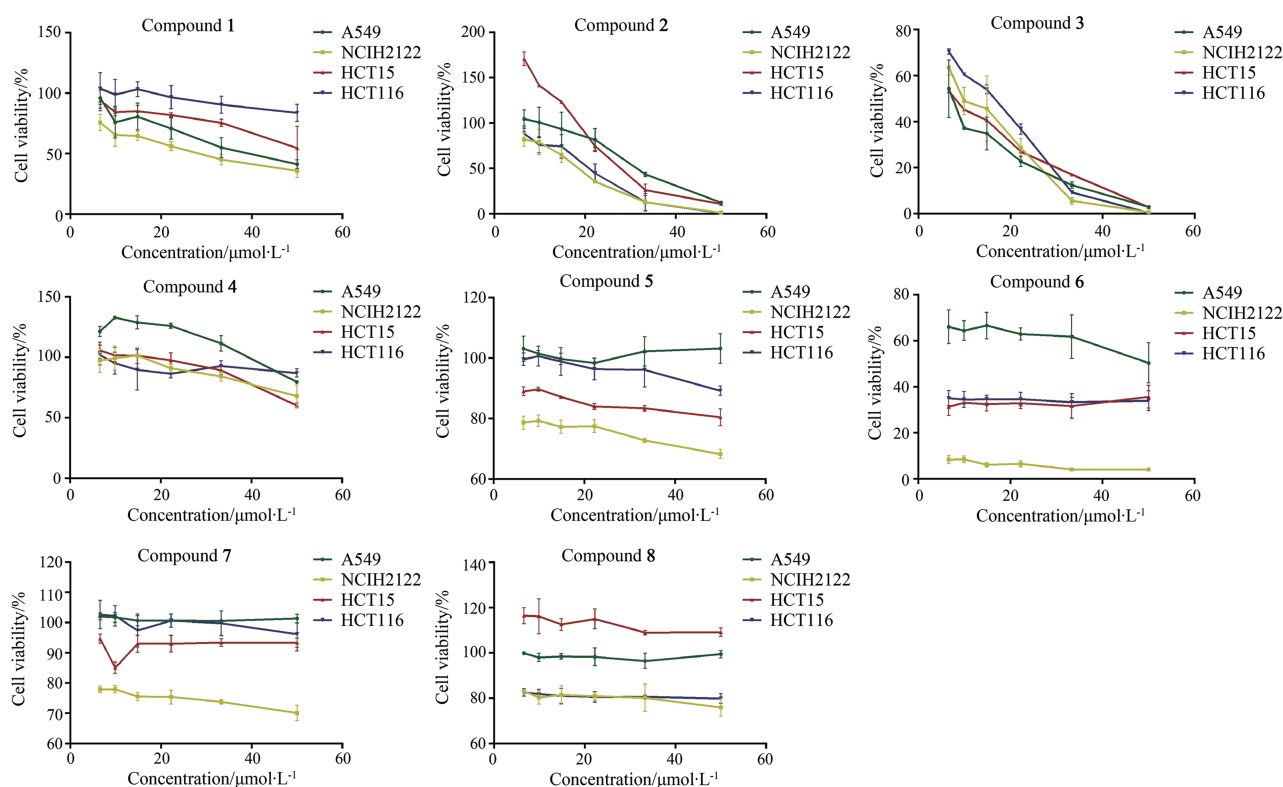 Compound 1
A549
NCIH2122
HCT15
HCT116
Cell viability/%
150
100
50
0
0 20 40 60
Concentration/μmol·L⁻¹
Compound 2
A549
NCIH2122
HCT15
HCT116
Cell viability/%
200
150
100
50
0
0 20 40 60
Concentration/μmol·L⁻¹
Compound 3
A549
NCIH2122
HCT15
HCT116
Cell viability/%
80
60
40
20
0
0 20 40 60
Concentration/μmol·L⁻¹
Compound 4
A549
NCIH2122
HCT15
HCT116
Cell viability/%
150
100
50
0
0 20 40 60
Concentration/μmol·L⁻¹
Compound 5
A549
NCIH2122
HCT15
HCT116
Cell viability/%
120
100
80
60
0 20 40 60
Concentration/μmol·L⁻¹
Compound 6
A549
NCIH2122
HCT15
HCT116
Cell viability/%
80
60
40
20
0
0 20 40 60
Concentration/μmol·L⁻¹
Compound 7
A549
NCIH2122
HCT15
HCT116
Cell viability/%
120
110
100
90
80
70
60
0 20 40 60
Concentration/μmol·L⁻¹
Compound 8
A549
NCIH2122
HCT15
HCT116
Cell viability/%
140
120
100
80
60
0 20 40 60
Concentration/μmol·L⁻¹